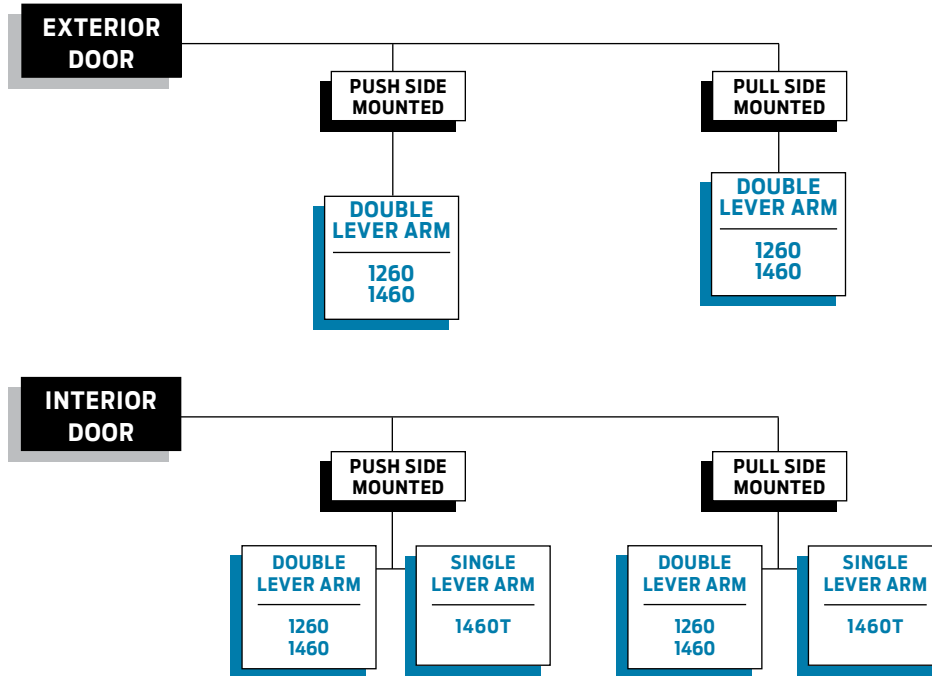 EXTERIOR
DOOR
PUSH SIDE
MOUNTED
PULL SIDE
MOUNTED
DOUBLE
LEVER ARM
1260
1460
DOUBLE
LEVER ARM
1260
1460
INTERIOR
DOOR
PUSH SIDE
MOUNTED
PULL SIDE
MOUNTED
DOUBLE
LEVER ARM
1260
1460
SINGLE
LEVER ARM
1460T
DOUBLE
LEVER ARM
1260
1460
SINGLE
LEVER ARM
1460T